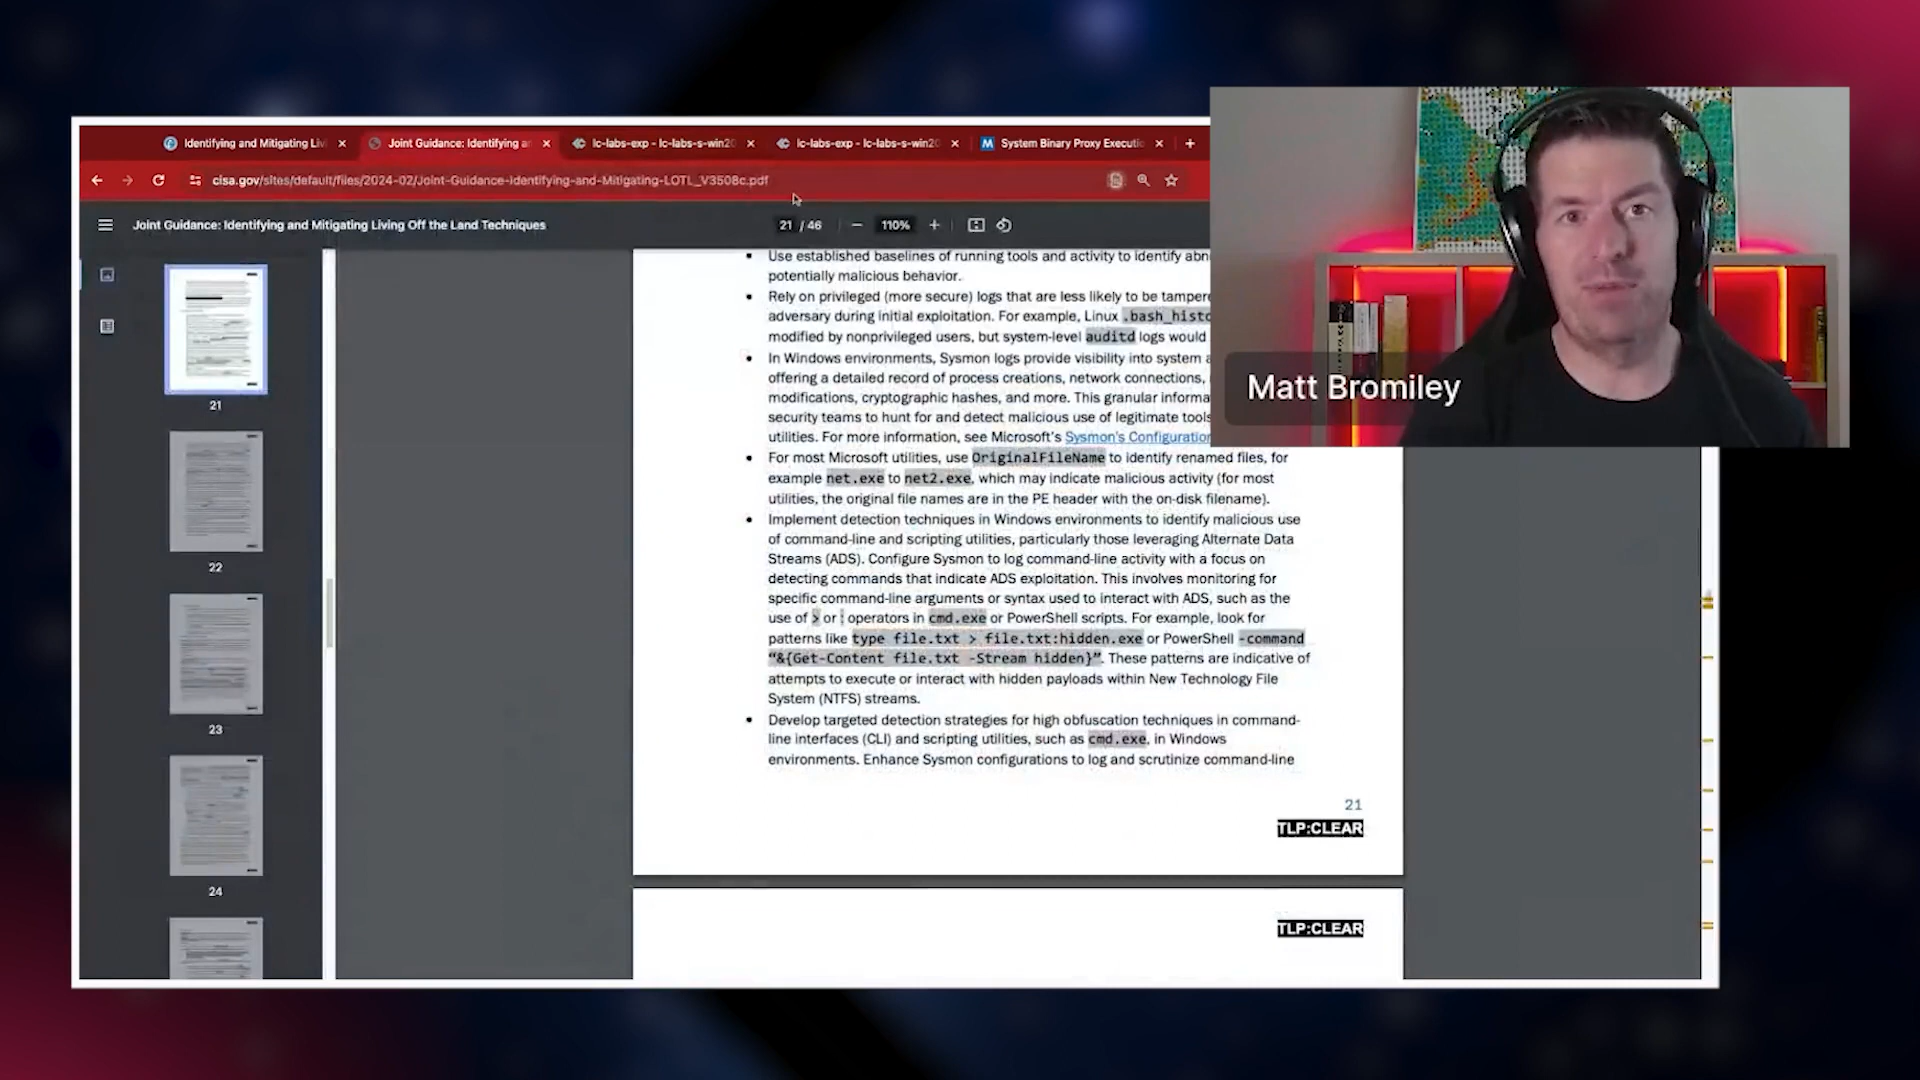 Identifying and Mitigating Livi
Joint Guidance: Identifying a
lc-labs-exp - lc-labs-s-win20
lc-labs-exp - lc-labs-s-win20
System Binary Proxy Executi
cisa.gov/sites/default/files/2024-02/Joint-Guidance-Identifying-and-Mitigating-LOTL_V3508c.pdf
Joint Guidance: Identifying and Mitigating Living Off the Land Techniques
21 / 46
110%
Use established baselines of running tools and activity to identify abn
potentially malicious behavior.
Rely on privileged (more secure) logs that are less likely to be tampere
adversary during initial exploitation. For example, Linux .bash_histo
modified by nonprivileged users, but system-level auditd logs would
In Windows environments, Sysmon logs provide visibility into system a
offering a detailed record of process creations, network connections,
modifications, cryptographic hashes, and more. This granular informa
security teams to hunt for and detect malicious use of legitimate tools
utilities. For more information, see Microsoft's Sysmon's Configuration
For most Microsoft utilities, use OriginalFileName to identify renamed files, for
example net.exe to net2.exe, which may indicate malicious activity (for most
utilities, the original file names are in the PE header with the on-disk filename).
Implement detection techniques in Windows environments to identify malicious use
of command-line and scripting utilities, particularly those leveraging Alternate Data
Streams (ADS). Configure Sysmon to log command-line activity with a focus on
detecting commands that indicate ADS exploitation. This involves monitoring for
specific command-line arguments or syntax used to interact with ADS, such as the
use of > or : operators in cmd.exe or PowerShell scripts. For example, look for
patterns like type file.txt > file.txt:hidden.exe or PowerShell -command
“&{Get-Content file.txt -Stream hidden}”. These patterns are indicative of
attempts to execute or interact with hidden payloads within New Technology File
System (NTFS) streams.
Develop targeted detection strategies for high obfuscation techniques in command-
line interfaces (CLI) and scripting utilities, such as cmd.exe, in Windows
environments. Enhance Sysmon configurations to log and scrutinize command-line
21
TLP:CLEAR
TLP:CLEAR
21
22
23
24
Matt Bromiley